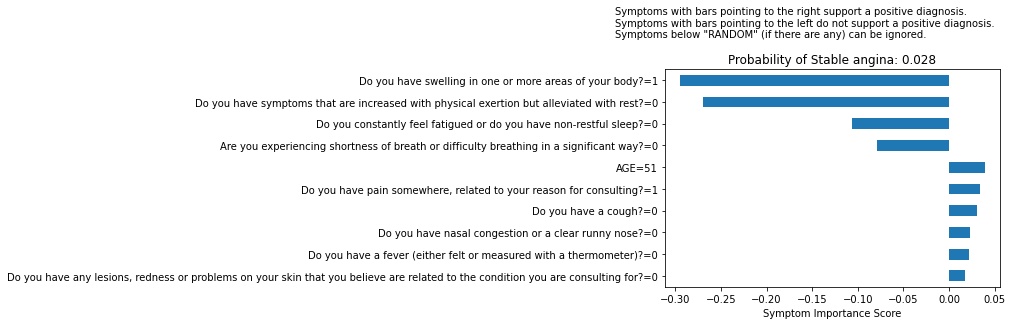 Symptoms with bars pointing to the right support a positive diagnosis.
Symptoms with bars pointing to the left do not support a positive diagnosis.
Symptoms below "RANDOM" (if there are any) can be ignored.
Probability of Stable angina: 0.028
Do you have swelling in one or more areas of your body?=1
Do you have symptoms that are increased with physical exertion but alleviated with rest?=0
Do you constantly feel fatigued or do you have non-restful sleep?=0
Are you experiencing shortness of breath or difficulty breathing in a significant way?=0
AGE=51
Do you have pain somewhere, related to your reason for consulting?=1
Do you have a cough?=0
Do you have nasal congestion or a clear runny nose?=0
Do you have a fever (either felt or measured with a thermometer)?=0
Do you have any lesions, redness or problems on your skin that you believe are related to the condition you are consulting for?=0
−0.30 −0.25 −0.20 −0.15 −0.10 −0.05 0.00 0.05
Symptom Importance Score